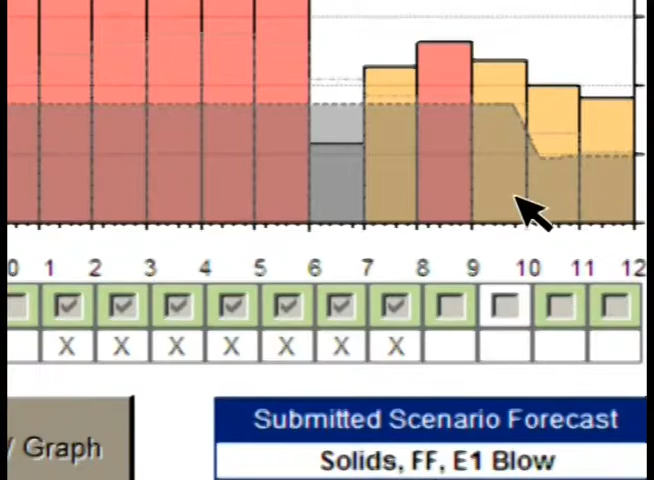 0 1 2 3 4 5 6 7 8 9 10 11 12
X X X X X X X
/ Graph
Submitted Scenario Forecast
Solids, FF, E1 Blow